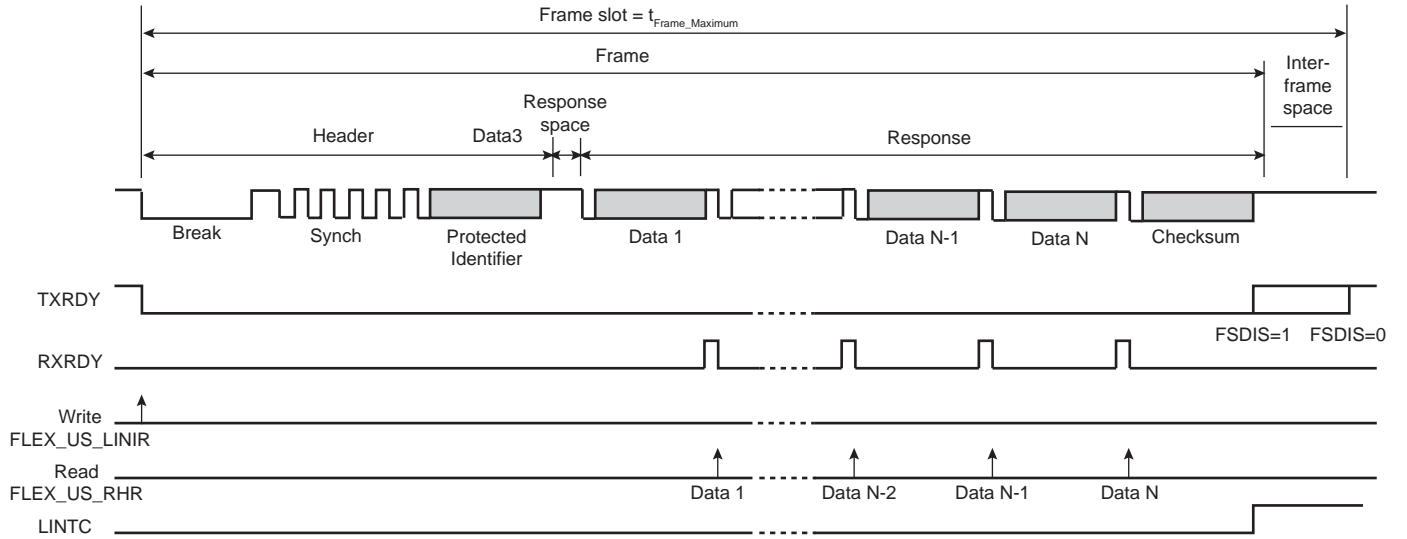 Frame slot = tFrame_Maximum
Frame
Inter-
frame
space
Response
space
Header
Data3
Response
Break
Synch
Protected
Identifier
Data 1
Data N-1
Data N
Checksum
TXRDY
FSDIS=1 FSDIS=0
RXRDY
Write
FLEX_US_LINIR
Read
FLEX_US_RHR
Data 1
Data N-2
Data N-1
Data N
LINTC